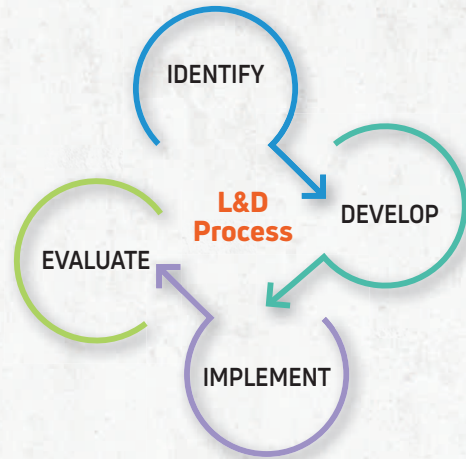 IDENTIFY
L&D
Process
DEVELOP
EVALUATE
IMPLEMENT